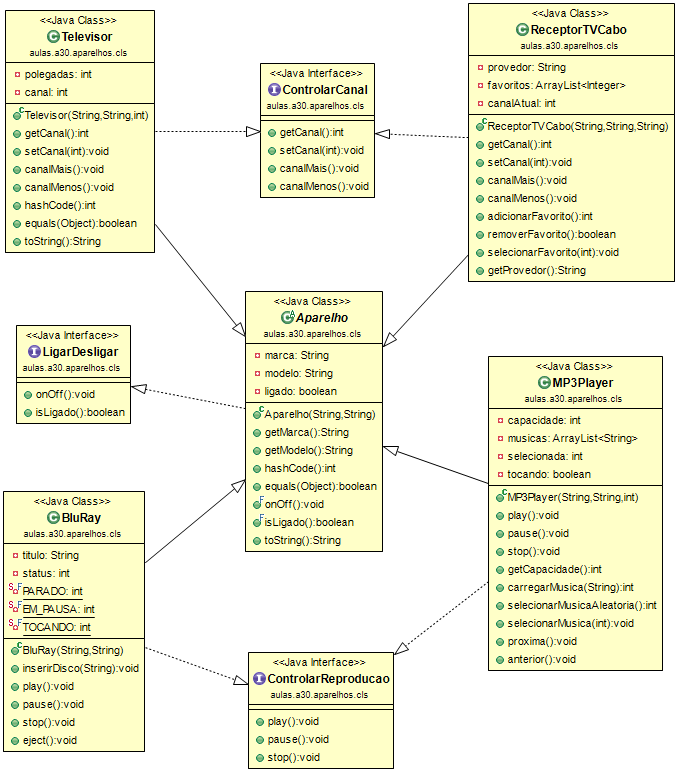 <<Java Class>>
Televisor
aulas.a30.aparelhos.cls
polegadas: int
canal: int
Televisor(String,String,int)
getCanal():int
setCanal(int):void
canalMais():void
canalMenos():void
hashCode():int
equals(Object):boolean
toString():String
<<Java Interface>>
ControlarCanal
aulas.a30.aparelhos.cls
getCanal():int
setCanal(int):void
canalMais():void
canalMenos():void
<<Java Class>>
ReceptorTVCabo
aulas.a30.aparelhos.cls
provedor: String
favoritos: ArrayList<Integer>
canalAtual: int
ReceptorTVCabo(String,String,String)
getCanal():int
setCanal(int):void
canalMais():void
canalMenos():void
adicionarFavorito():int
removerFavorito():boolean
selecionarFavorito(int):void
getProvedor():String
<<Java Interface>>
LigarDesligar
aulas.a30.aparelhos.cls
onOff():void
isLigado():boolean
<<Java Class>>
Aparelho
aulas.a30.aparelhos.cls
marca: String
modelo: String
ligado: boolean
Aparelho(String,String)
getMarca():String
getModelo():String
hashCode():int
equals(Object):boolean
onOff():void
isLigado():boolean
toString():String
<<Java Class>>
MP3Player
aulas.a30.aparelhos.cls
capacidade: int
musicas: ArrayList<String>
selecionada: int
tocando: boolean
MP3Player(String,String,int)
play():void
pause():void
stop():void
getCapacidade():int
carregarMusica(String):int
selecionarMusicaAleatoria():int
selecionarMusica(int):void
proxima():void
anterior():void
<<Java Class>>
BluRay
aulas.a30.aparelhos.cls
titulo: String
status: int
PARADO: int
EM_PAUSA: int
TOCANDO: int
BluRay(String,String)
inserirDisco(String):void
play():void
pause():void
stop():void
eject():void
<<Java Interface>>
ControlarReproducao
aulas.a30.aparelhos.cls
play():void
pause():void
stop():void